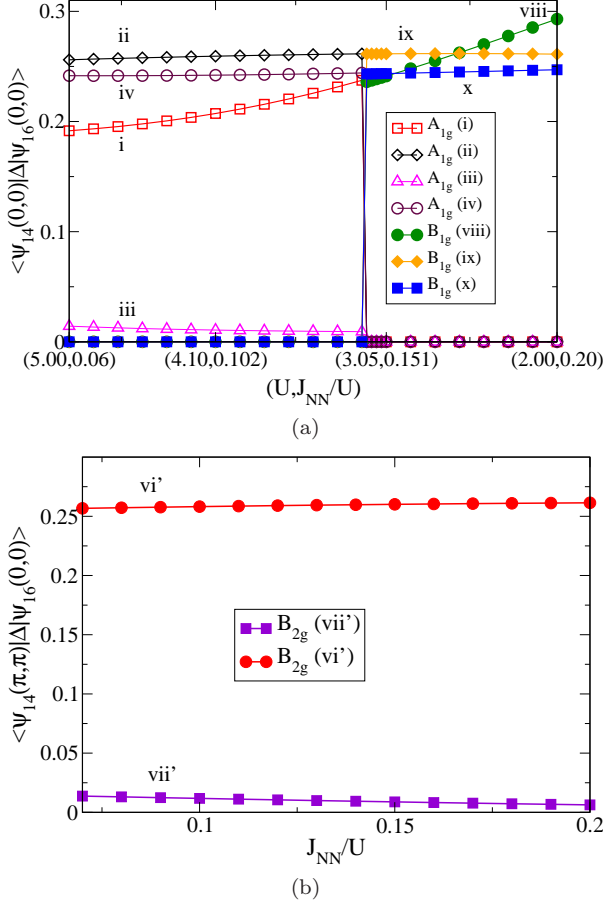 0.3
0.2
0.1
0
<Ψ14(0,0)|Δ|Ψ16(0,0)>
ii
iv
i
iii
viii
ix
x
A1g (i)
A1g (ii)
A1g (iii)
A1g (iv)
B1g (viii)
B1g (ix)
B1g (x)
(5.00,0.06) (4.10,0.102) (3.05,0.151) (2.00,0.20)
(U,JNN/U)
(a)
0.25
0.2
0.15
0.1
0.05
0
<Ψ14(π,π)|Δ|Ψ16(0,0)>
vi'
B2g (vii')
B2g (vi')
vii'
0.1 0.15 0.2
JNN/U
(b)